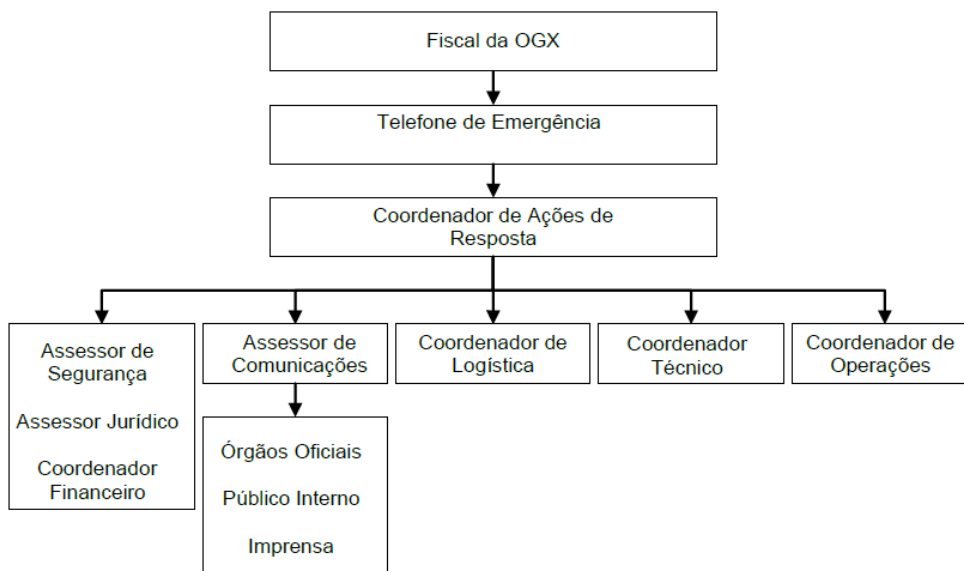 Fiscal da OGX
Telefone de Emergência
Coordenador de Ações de
Resposta
Assessor de
Segurança
Assessor Jurídico
Coordenador
Financeiro
Assessor de
Comunicações
Órgãos Oficiais
Público Interno
Imprensa
Coordenador de
Logística
Coordenador
Técnico
Coordenador de
Operações